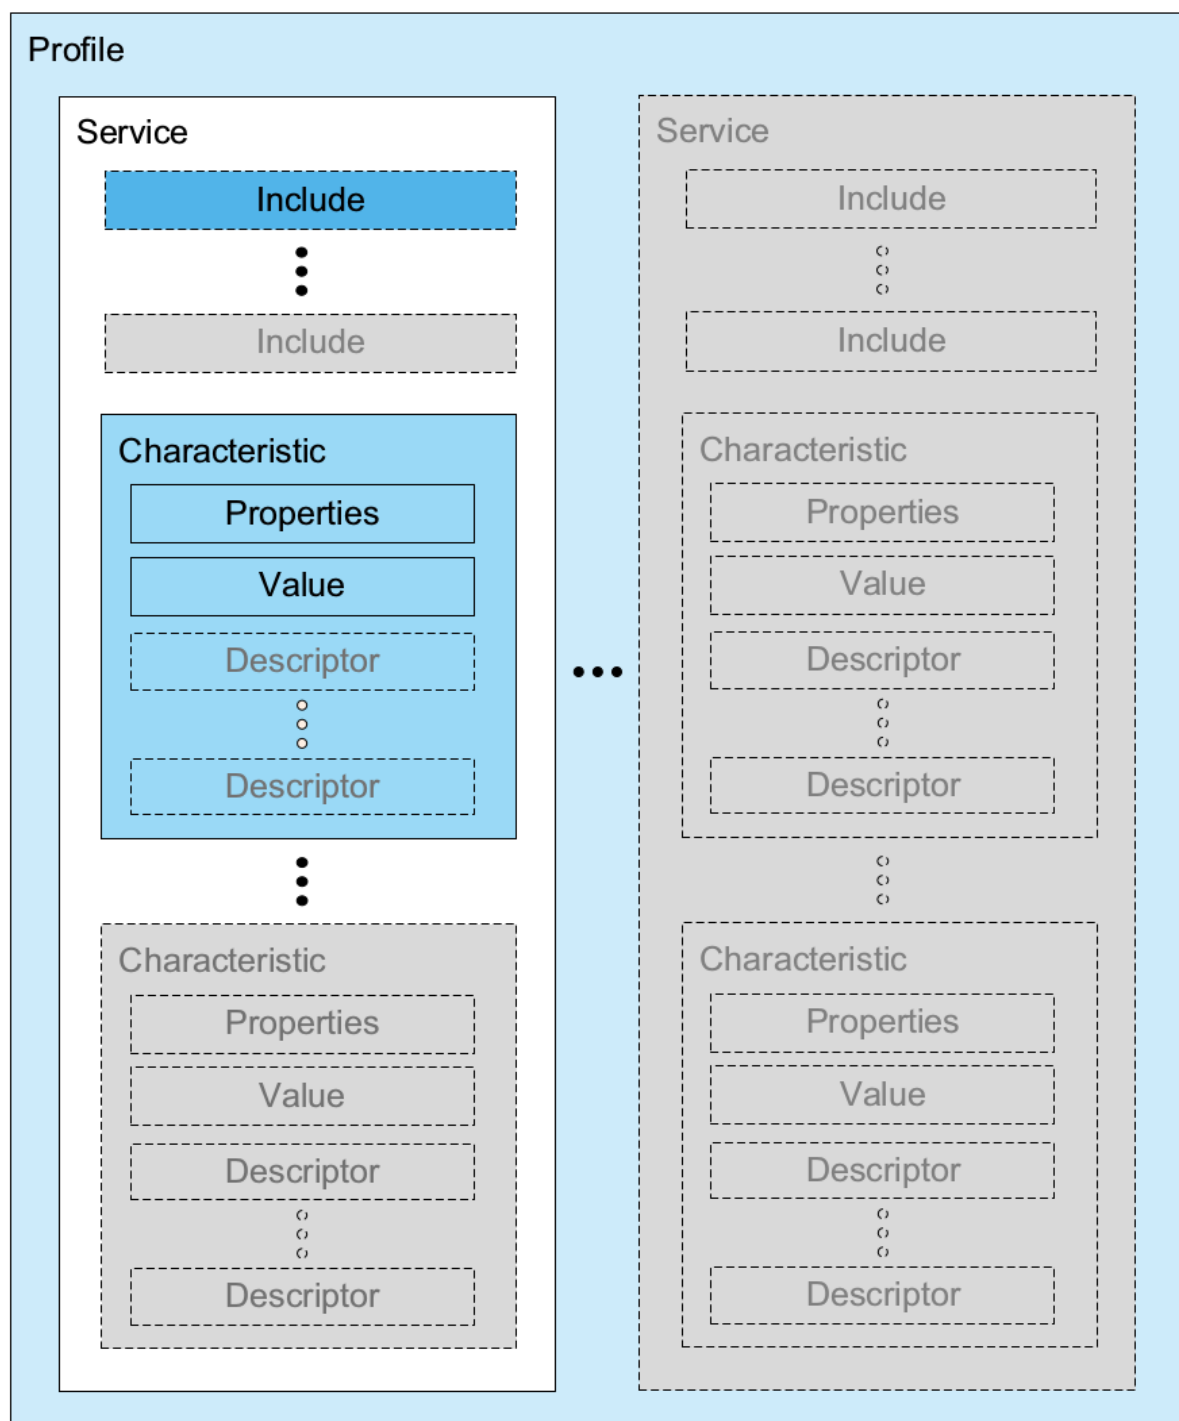 Profile
Service
Include
Include
Characteristic
Properties
Value
Descriptor
Descriptor
Characteristic
Properties
Value
Descriptor
Descriptor
Service
Include
Include
Characteristic
Properties
Value
Descriptor
Descriptor
Characteristic
Properties
Value
Descriptor
Descriptor